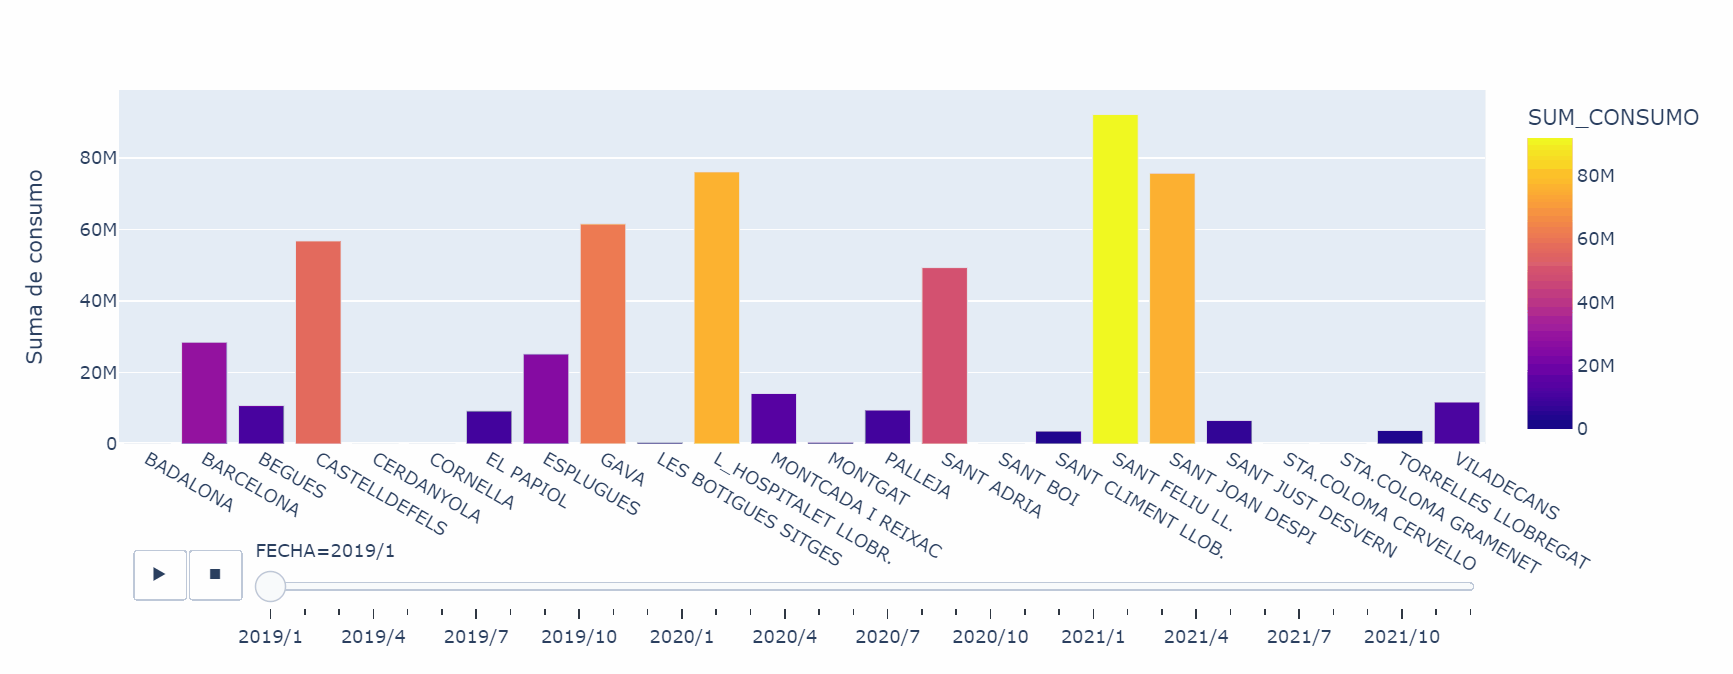 SUM_CONSUMO
Suma de consumo
80M
60M
40M
20M
0
80M
60M
40M
20M
0
BADALONA
BARCELONA
BEGUES
CASTELLDEFELS
CERDANYOLA
CORNELLA
EL PAPIOL
ESPLUGUES
GAVA
LES BOTIGUES SITGES
L_HOSPITALET LLOBR.
MONTCADA I REIXAC
MONTGAT
PALLEJA
SANT ADRIA
SANT BOI
SANT CLIMENT LLOB.
SANT FELIU LL.
SANT JOAN DESPI
SANT JUST DESVERN
STA.COLOMA CERVELLO
STA.COLOMA GRAMENET
TORRELLES LLOBREGAT
VILADECANS
FECHA=2019/1
2019/1
2019/4
2019/7
2019/10
2020/1
2020/4
2020/7
2020/10
2021/1
2021/4
2021/7
2021/10